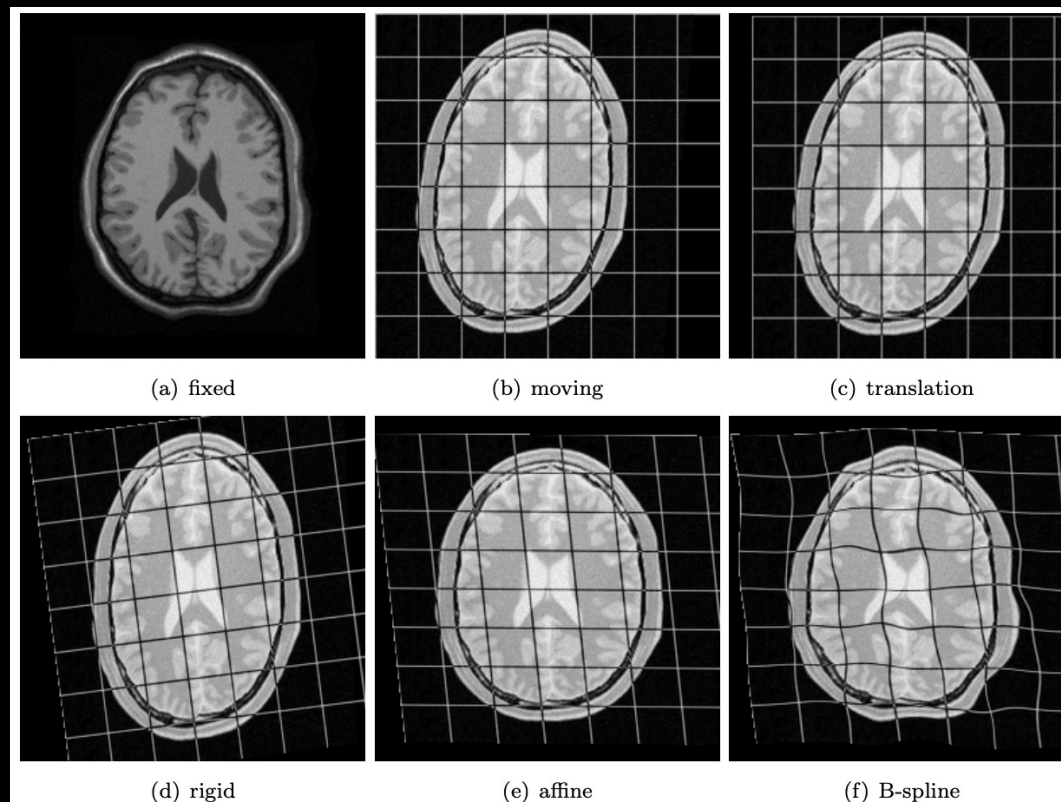 (a) fixed
(b) moving
(c) translation
(d) rigid
(e) affine
(f) B-spline